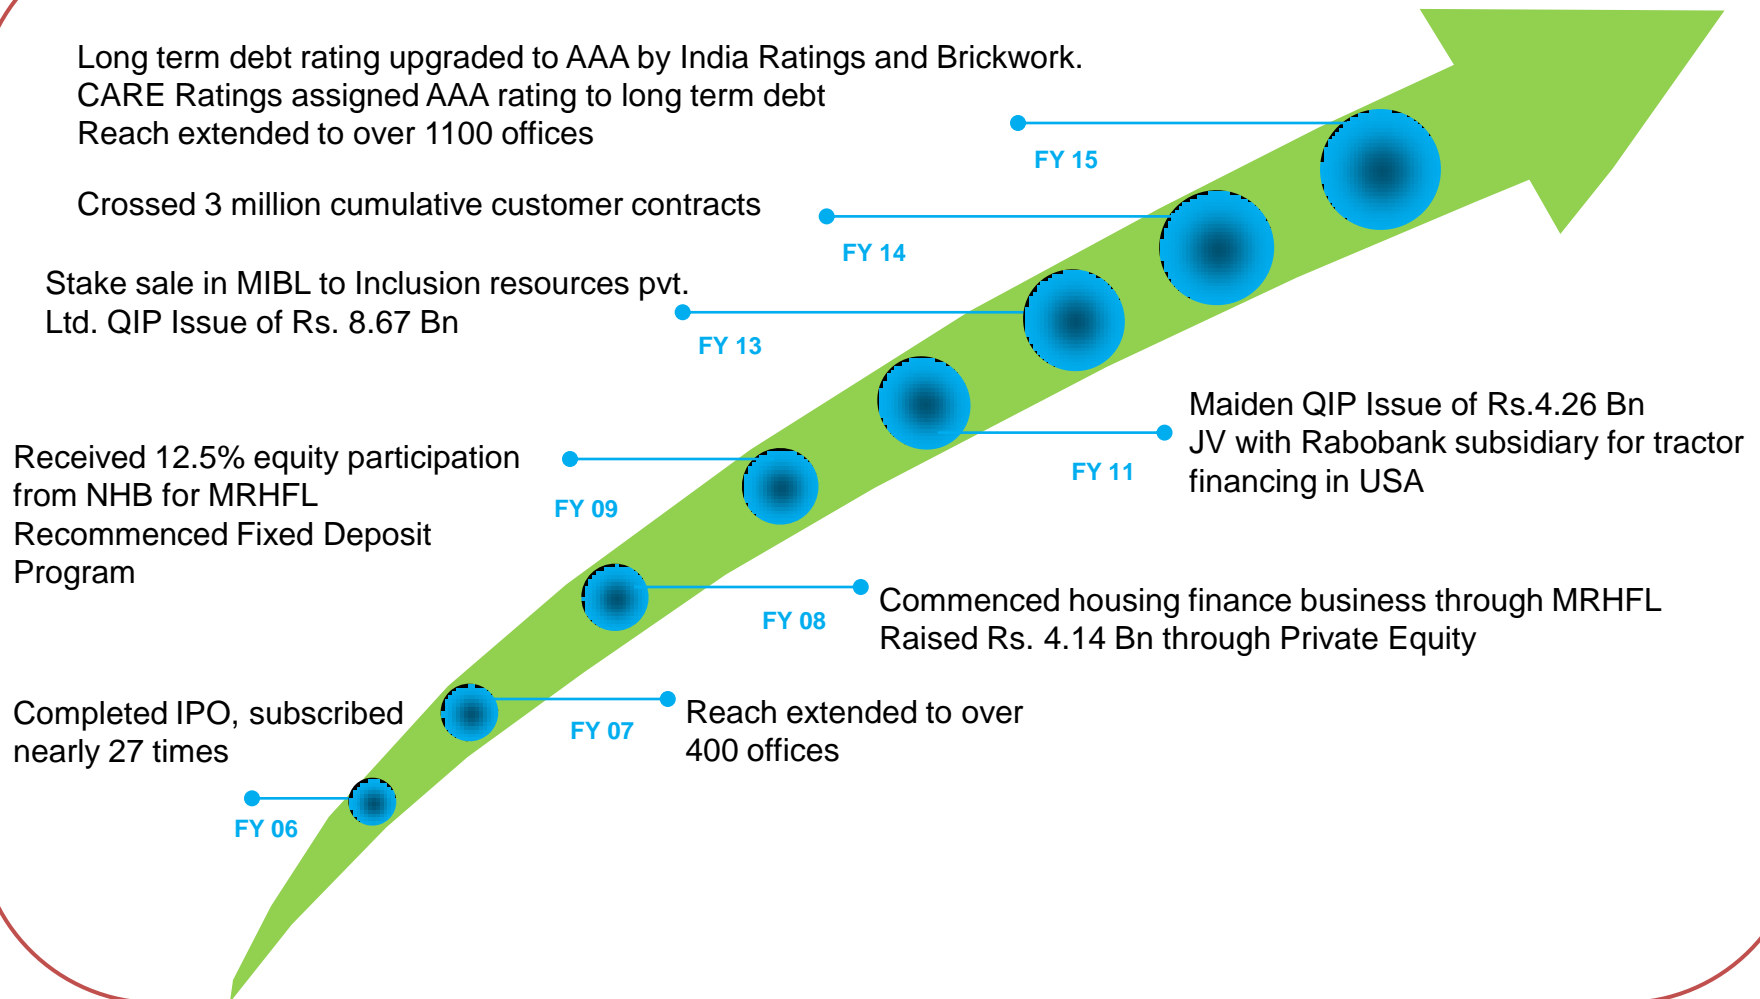 Long term debt rating upgraded to AAA by India Ratings and Brickwork.
CARE Ratings assigned AAA rating to long term debt
Reach extended to over 1100 offices
FY 15
Crossed 3 million cumulative customer contracts
FY 14
Stake sale in MIBL to Inclusion resources pvt.
Ltd. QIP Issue of Rs. 8.67 Bn
FY 13
Maiden QIP Issue of Rs.4.26 Bn
JV with Rabobank subsidiary for tractor
financing in USA
FY 11
Received 12.5% equity participation
from NHB for MRHFL
Recommenced Fixed Deposit
Program
FY 09
Commenced housing finance business through MRHFL
Raised Rs. 4.14 Bn through Private Equity
FY 08
Reach extended to over
400 offices
FY 07
Completed IPO, subscribed
nearly 27 times
FY 06